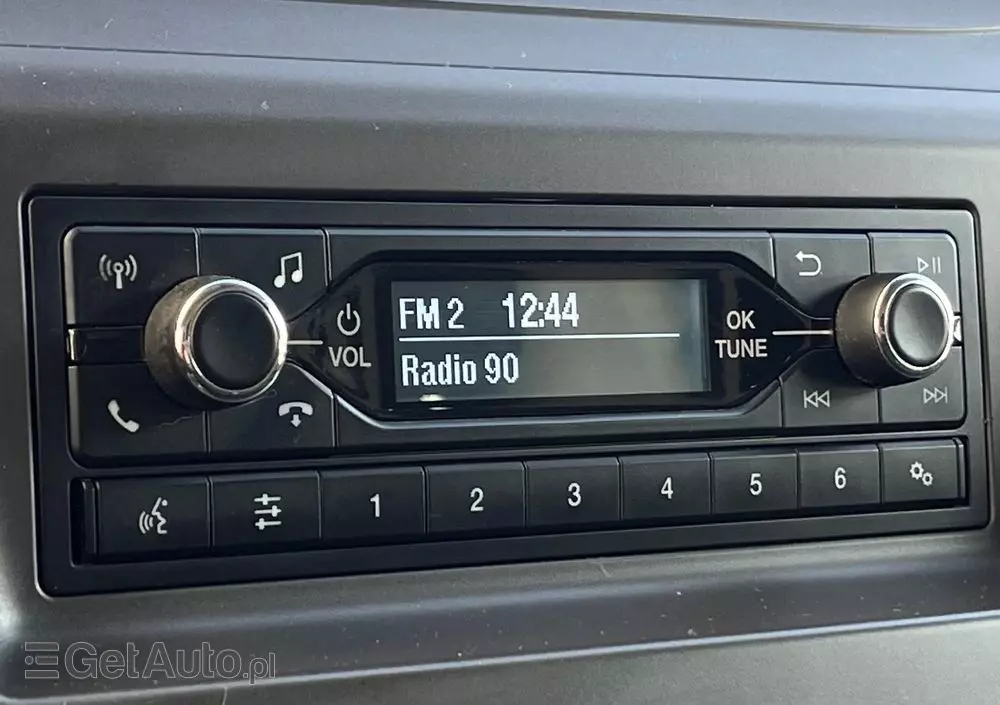 FM 2 12:44
Radio 90
VOL
OK
TUNE
1 2 3 4 5 6
GetAuto.pl